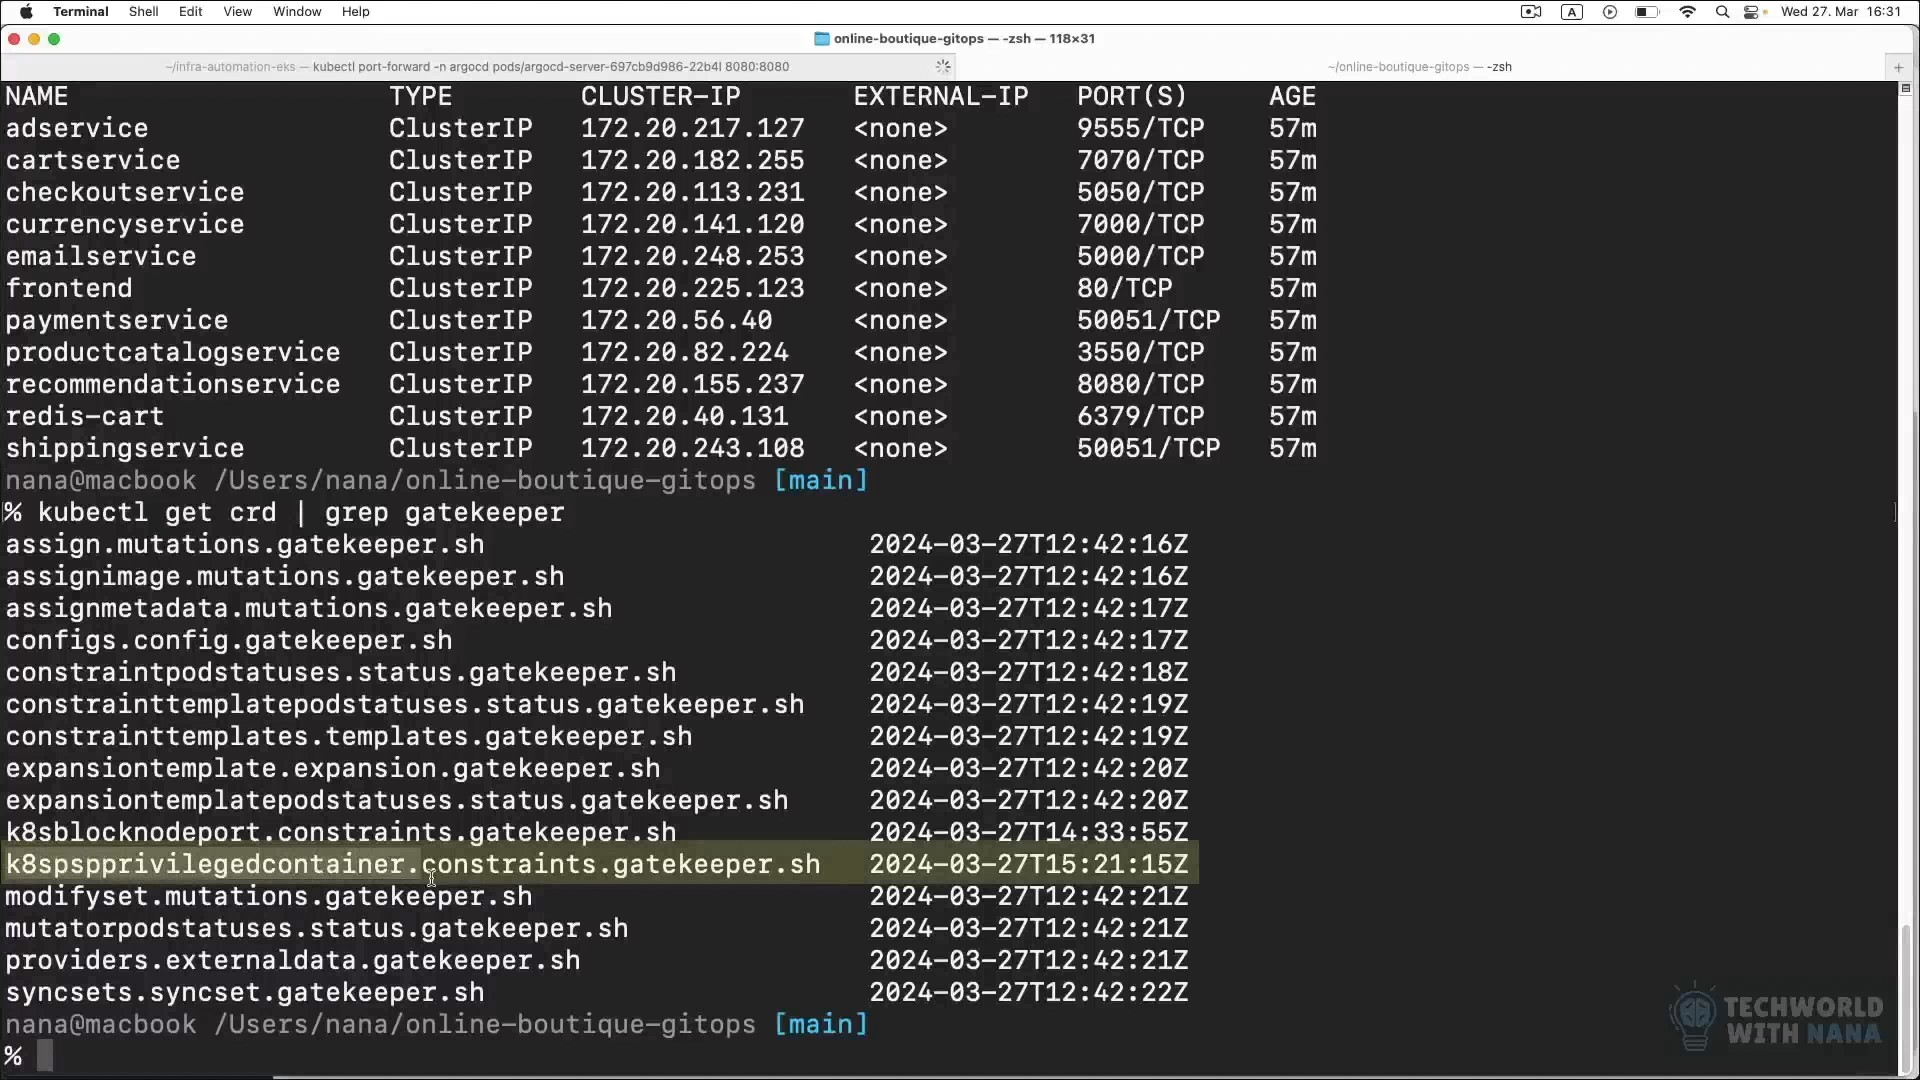 Terminal Shell Edit View Window Help A Wed 27. Mar 16:31
online-boutique-gitops — -zsh — 118×31
~/infra-automation-eks — kubectl port-forward -n argocd pods/argocd-server-697cb9d986-22b4l 8080:8080 ~/online-boutique-gitops — -zsh +
NAME TYPE CLUSTER-IP EXTERNAL-IP PORT(S) AGE
adservice ClusterIP 172.20.217.127 <none> 9555/TCP 57m
cartservice ClusterIP 172.20.182.255 <none> 7070/TCP 57m
checkoutservice ClusterIP 172.20.113.231 <none> 5050/TCP 57m
currencyservice ClusterIP 172.20.141.120 <none> 7000/TCP 57m
emailservice ClusterIP 172.20.248.253 <none> 5000/TCP 57m
frontend ClusterIP 172.20.225.123 <none> 80/TCP 57m
paymentservice ClusterIP 172.20.56.40 <none> 50051/TCP 57m
productcatalogservice ClusterIP 172.20.82.224 <none> 3550/TCP 57m
recommendationservice ClusterIP 172.20.155.237 <none> 8080/TCP 57m
redis-cart ClusterIP 172.20.40.131 <none> 6379/TCP 57m
shippingservice ClusterIP 172.20.243.108 <none> 50051/TCP 57m
nana@macbook /Users/nana/online-boutique-gitops [main]
% kubectl get crd | grep gatekeeper
assign.mutations.gatekeeper.sh 2024-03-27T12:42:16Z
assignimage.mutations.gatekeeper.sh 2024-03-27T12:42:16Z
assignmetadata.mutations.gatekeeper.sh 2024-03-27T12:42:17Z
configs.config.gatekeeper.sh 2024-03-27T12:42:17Z
constraintpodstatuses.status.gatekeeper.sh 2024-03-27T12:42:18Z
constrainttemplatepodstatuses.status.gatekeeper.sh 2024-03-27T12:42:19Z
constrainttemplates.templates.gatekeeper.sh 2024-03-27T12:42:19Z
expansiontemplate.expansion.gatekeeper.sh 2024-03-27T12:42:20Z
expansiontemplatepodstatuses.status.gatekeeper.sh 2024-03-27T12:42:20Z
k8sblocknodeport.constraints.gatekeeper.sh 2024-03-27T14:33:55Z
k8spspprivilegedcontainer.constraints.gatekeeper.sh 2024-03-27T15:21:15Z
modifyset.mutations.gatekeeper.sh 2024-03-27T12:42:21Z
mutatorpodstatuses.status.gatekeeper.sh 2024-03-27T12:42:21Z
providers.externaldata.gatekeeper.sh 2024-03-27T12:42:21Z
syncsets.syncset.gatekeeper.sh 2024-03-27T12:42:22Z
nana@macbook /Users/nana/online-boutique-gitops [main]
%
TECHWORLD
WITH NANA